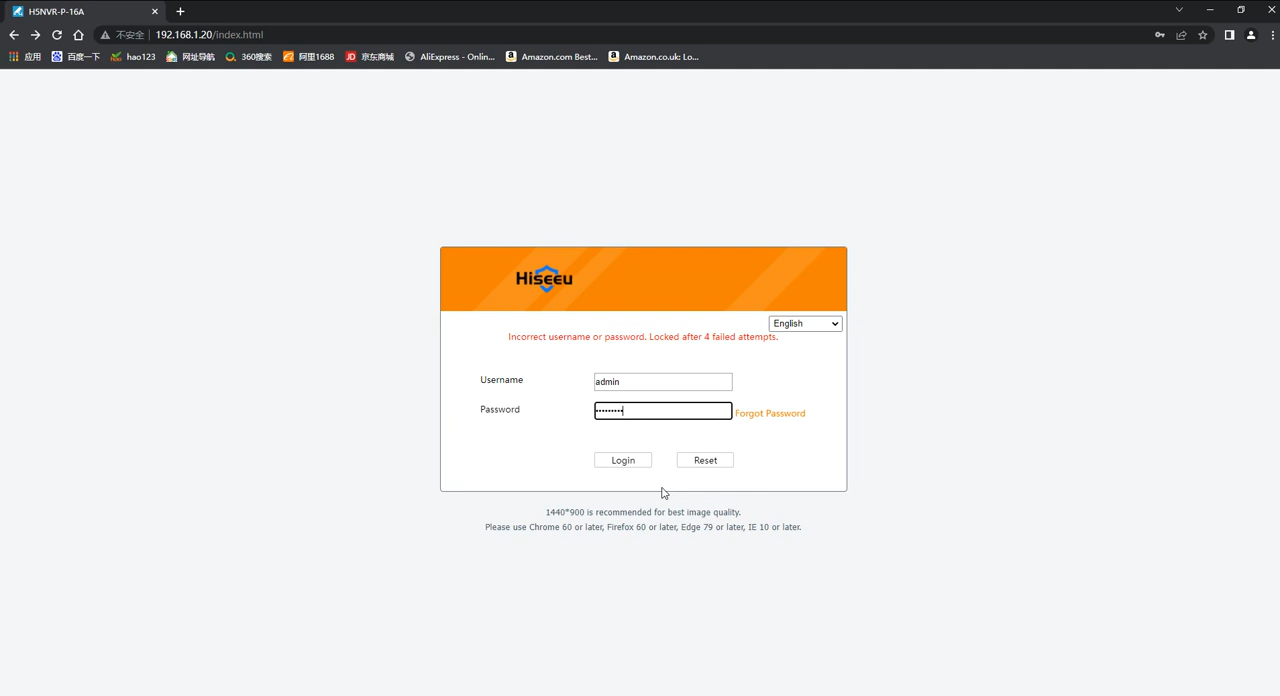 H5NVR-P-16A
不安全 192.168.1.20/index.html
应用 百度一下 hao123 网址导航 360搜索 阿里1688 JD 京东商城 AliExpress - Onlin... a Amazon.com Best... a Amazon.co.uk: Lo...
Hiseeu
English
Incorrect username or password. Locked after 4 failed attempts.
Username admin
Password ••••••••• Forgot Password
Login Reset
1440*900 is recommended for best image quality.
Please use Chrome 60 or later, Firefox 60 or later, Edge 79 or later, IE 10 or later.